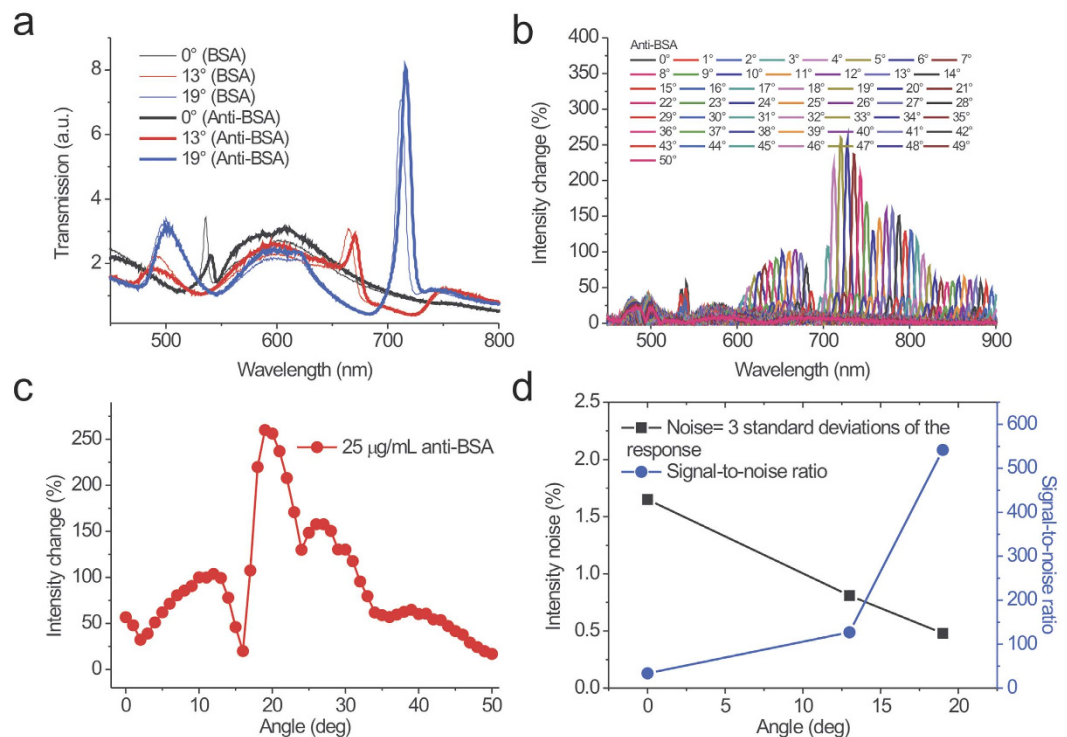 a
Transmission (a.u.)
8
6
4
2
500
600
700
800
Wavelength (nm)
0° (BSA)
13° (BSA)
19° (BSA)
0° (Anti-BSA)
13° (Anti-BSA)
19° (Anti-BSA)
b
Intensity change (%)
400
350
300
250
200
150
100
50
0
500
600
700
800
900
Wavelength (nm)
Anti-BSA
0° 1° 2° 3° 4° 5° 6° 7°
8° 9° 10° 11° 12° 13° 14°
15° 16° 17° 18° 19° 20° 21°
22° 23° 24° 25° 26° 27° 28°
29° 30° 31° 32° 33° 34° 35°
36° 37° 38° 39° 40° 41° 42°
43° 44° 45° 46° 47° 48° 49°
50°
c
Intensity change (%)
250
200
150
100
50
0
0
10
20
30
40
50
Angle (deg)
25 μg/mL anti-BSA
d
Intensity noise (%)
2.5
2.0
1.5
1.0
0.5
0.0
0
5
10
15
20
Angle (deg)
Noise= 3 standard deviations of the
response
Signal-to-noise ratio
600
500
400
300
200
100
0
Signal-to-noise ratio